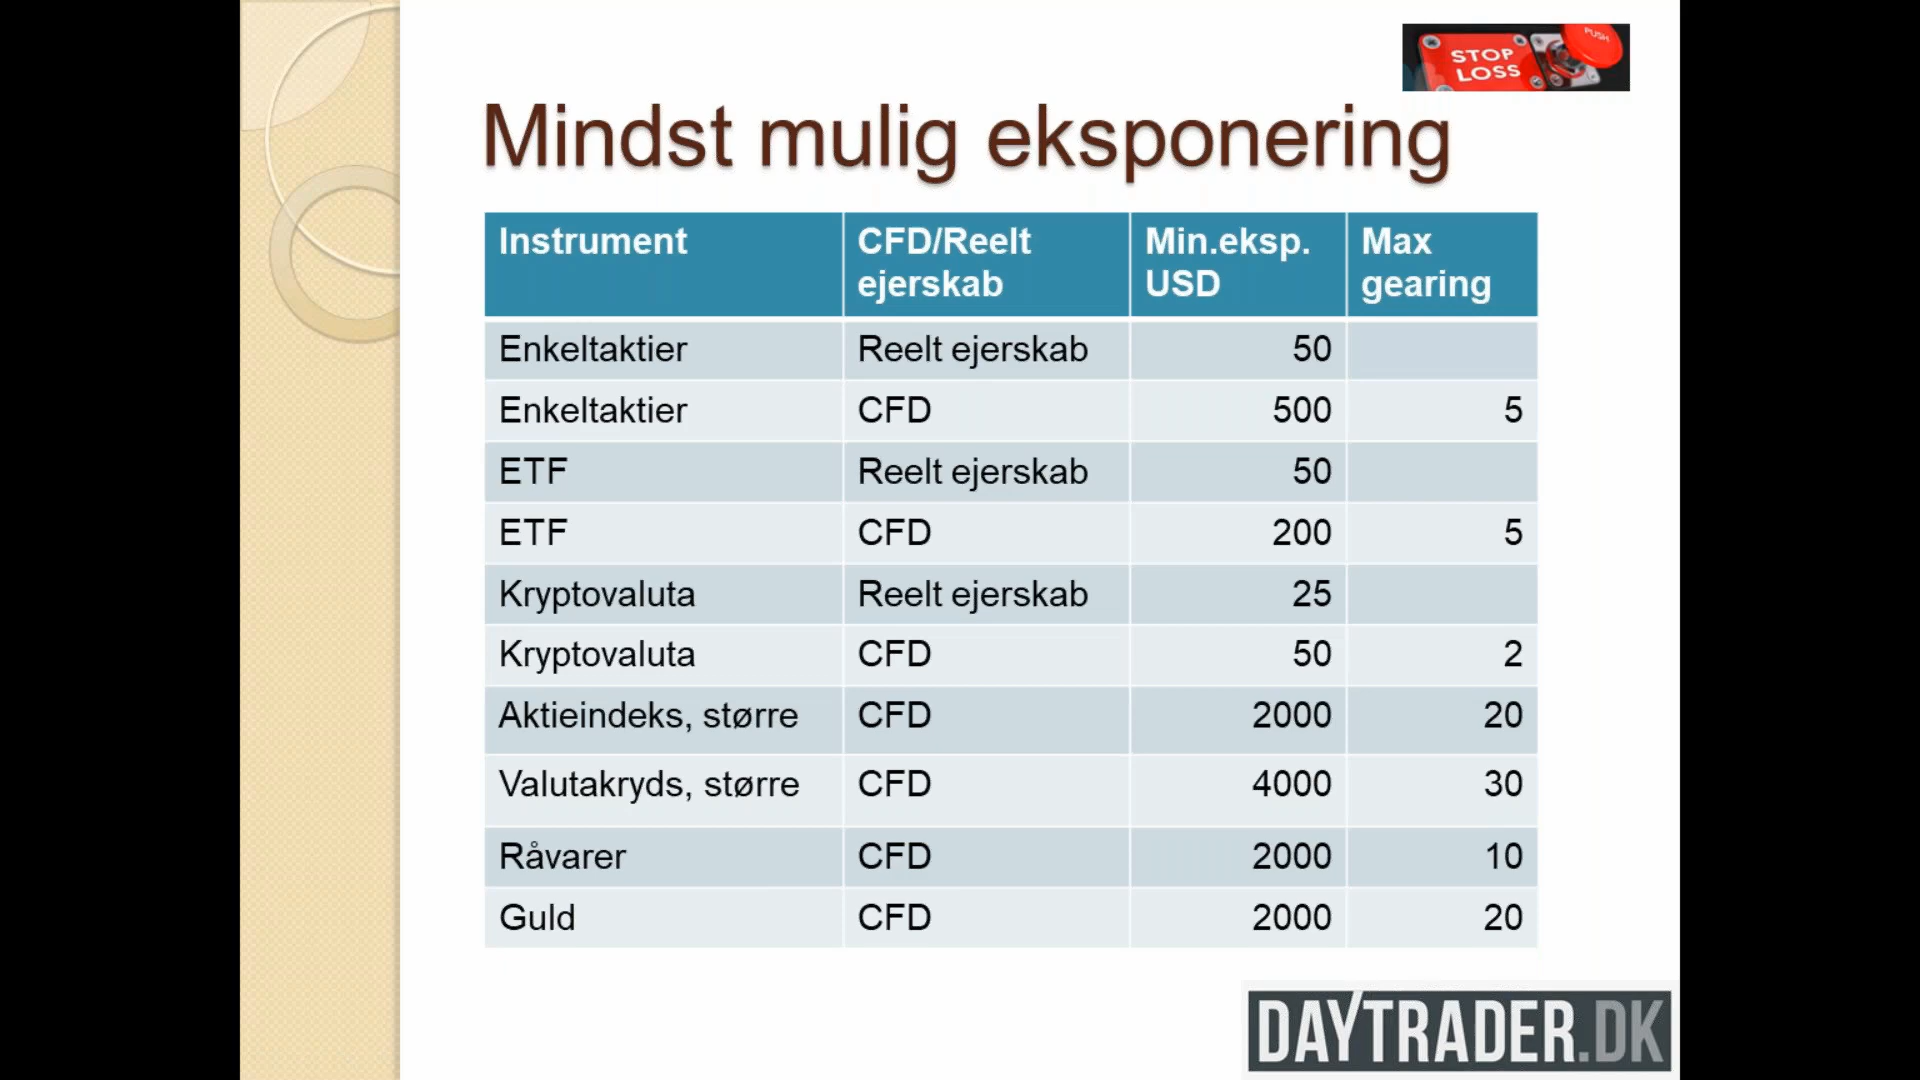 STOP
LOSS
PUSH
Mindst mulig eksponering
Instrument CFD/Reelt ejerskab Min.eksp. USD Max gearing
Enkeltaktier Reelt ejerskab 50
Enkeltaktier CFD 500 5
ETF Reelt ejerskab 50
ETF CFD 200 5
Kryptovaluta Reelt ejerskab 25
Kryptovaluta CFD 50 2
Aktieindeks, større CFD 2000 20
Valutakryds, større CFD 4000 30
Råvarer CFD 2000 10
Guld CFD 2000 20
DAYTRADER.DK